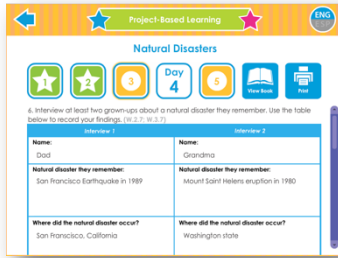 Project-Based Learning
ENG
Natural Disasters
1
2
3
Day
4
5
View Book
Print
6. Interview at least two grown-ups about a natural disaster they remember. Use the table
below to record your findings. (W.2.7; W.3.7)
Interview 1
Interview 2
Name:
Name:
Dad
Grandma
Natural disaster they remember:
Natural disaster they remember:
San Francisco Earthquake in 1989
Mount Saint Helens eruption in 1980
Where did the natural disaster occur?
Where did the natural disaster occur?
San Franscisco, California
Washington state